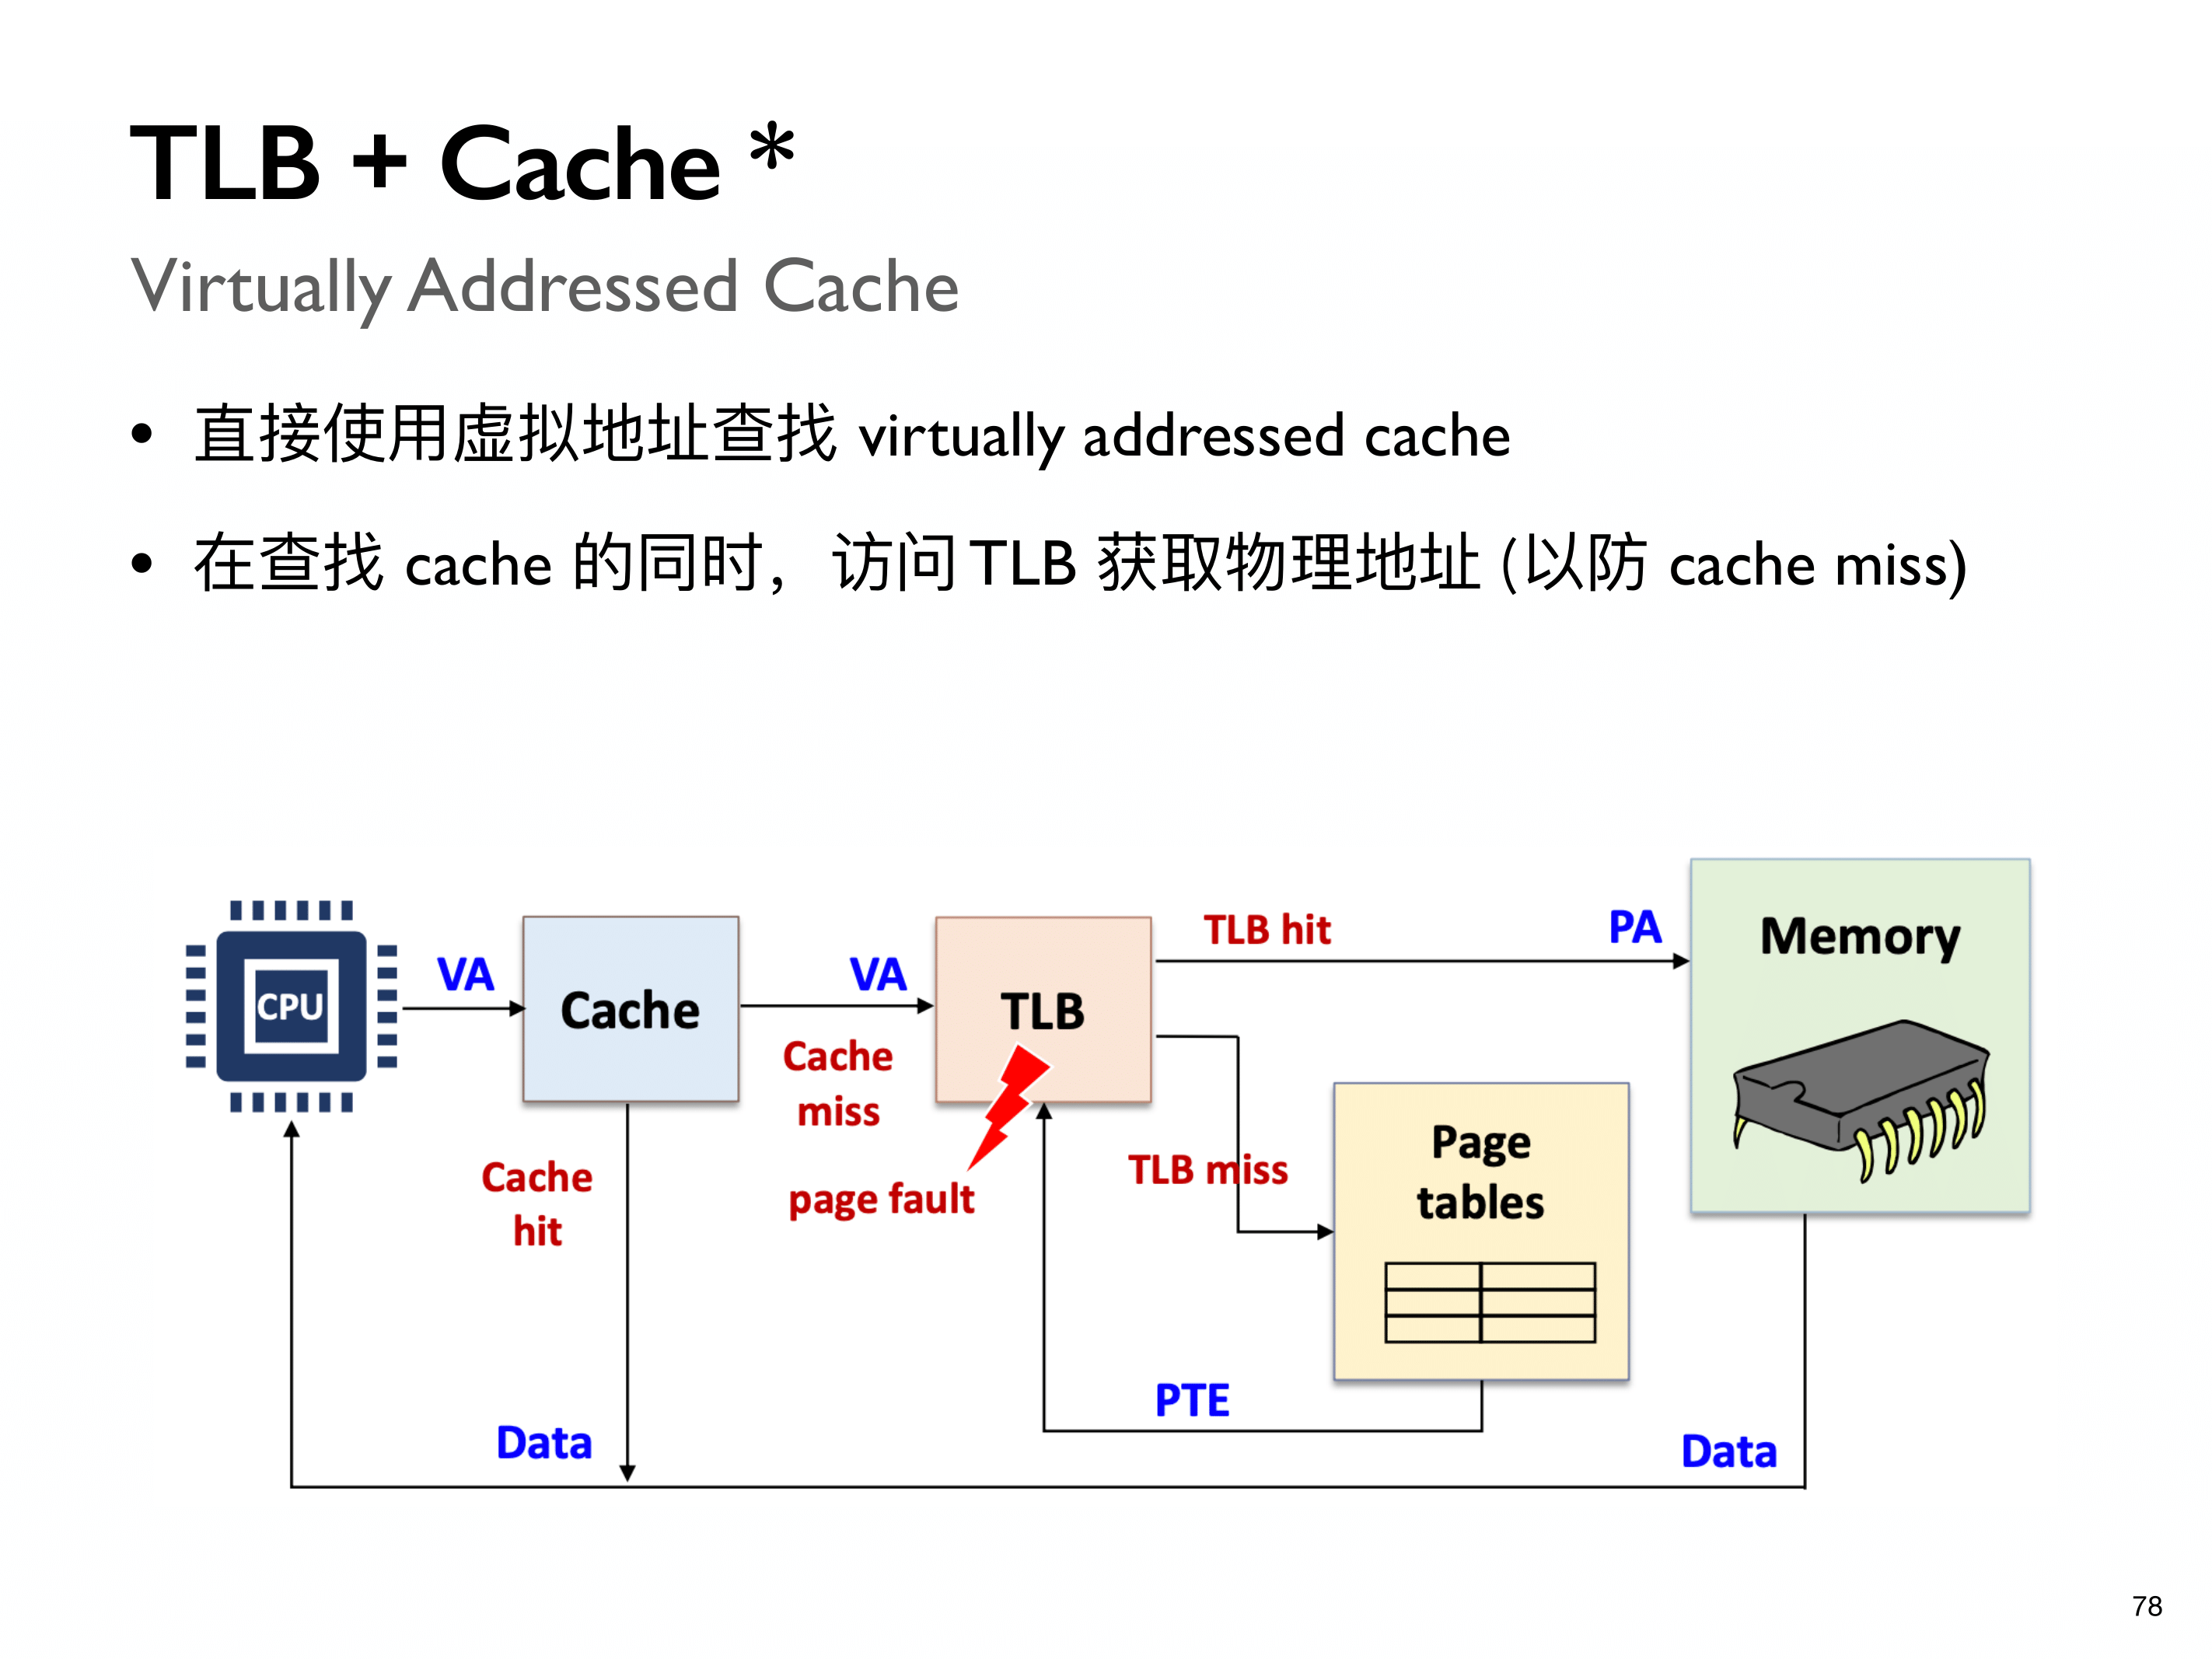 TLB + Cache *
Virtually Addressed Cache
• 直接使用虚拟地址查找 virtually addressed cache
• 在查找 cache 的同时，访问 TLB 获取物理地址 (以防 cache miss)
CPU
VA
Cache
VA
Cache
miss
TLB
TLB hit
PA
Memory
Cache
hit
page fault
TLB miss
Page
tables
PTE
Data
Data
78